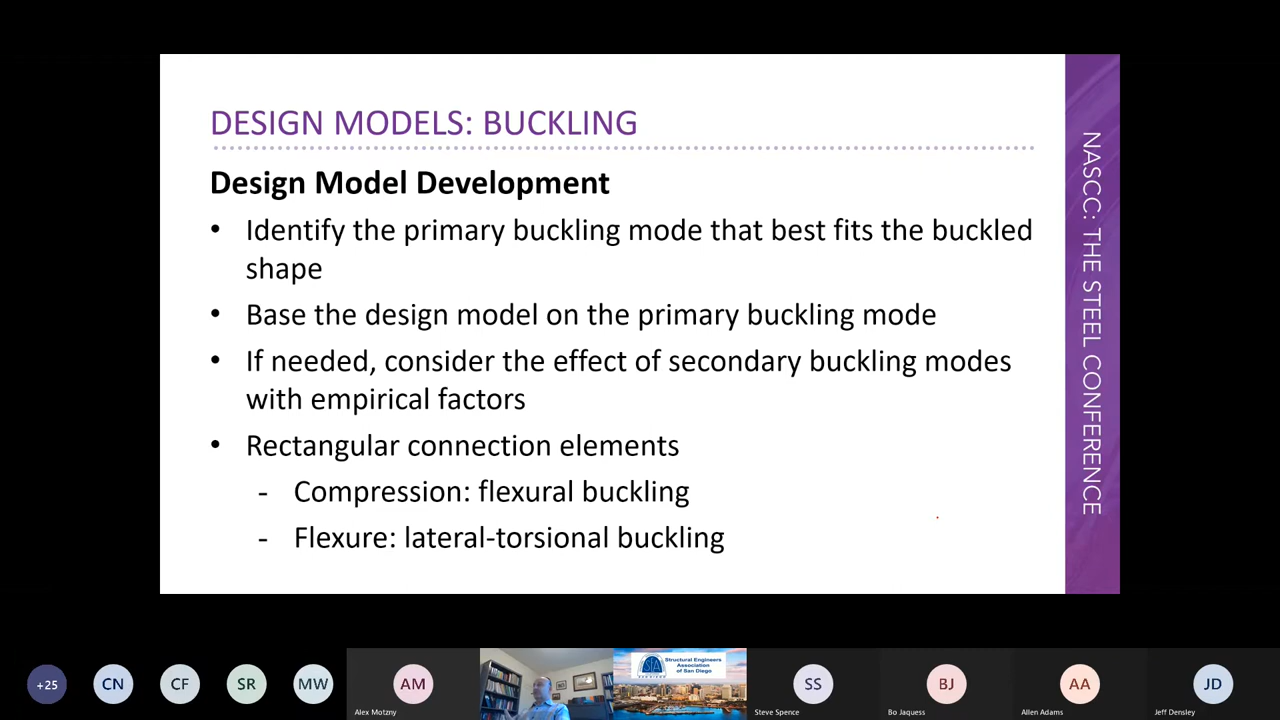 DESIGN MODELS: BUCKLING
Design Model Development
• Identify the primary buckling mode that best fits the buckled
shape
• Base the design model on the primary buckling mode
• If needed, consider the effect of secondary buckling modes
with empirical factors
• Rectangular connection elements
- Compression: flexural buckling
- Flexure: lateral-torsional buckling
NASCC: THE STEEL CONFERENCE
+25
CN
CF
SR
MW
AM
Alex Motzny
Structural Engineers
Association
of San Diego
SS
Steve Spence
BJ
Bo Jaquess
AA
Allen Adams
JD
Jeff Densley